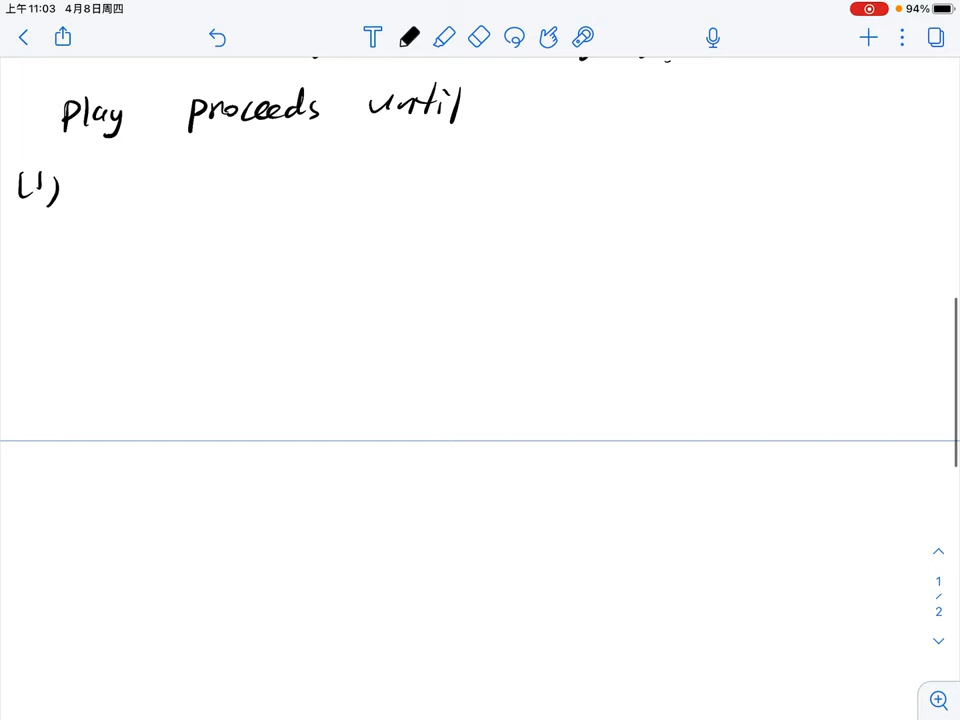 上午11:03 4月8日周四 94%
play proceeds until
(1)
1
/
2